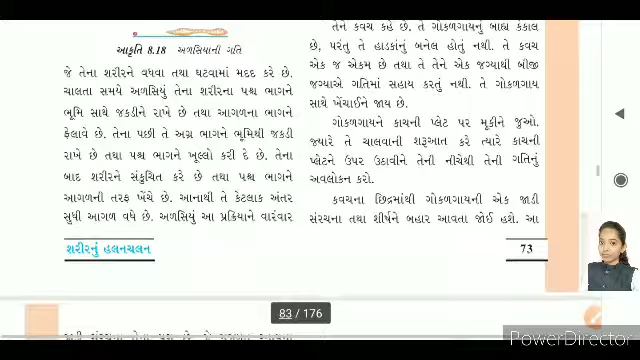 આકૃતિ 8.18 અળસિયાની ગતિ
જે તેના શરીરને વધવા તથા ઘટવામાં મદદ કરે છે.
ચાલતા સમયે અળસિયું તેના શરીરના પશ્ચ ભાગને
ભૂમિ સાથે જકડીને રાખે છે તથા આગળના ભાગને
ફેલાવે છે. તેના પછી તે અગ્ર ભાગને ભૂમિથી જકડી
રાખે છે તથા પશ્ચ ભાગને ખૂલ્લો કરી દે છે. તેના
બાદ શરીરને સંકુચિત કરે છે તથા પશ્ચ ભાગને
આગળની તરફ ખેંચે છે. આનાથી તે કેટલાક અંતર
સુધી આગળ વધે છે. અળસિયું આ પ્રક્રિયાને વારંવાર
તેને કવચ કહે છે. તે ગોકળગાયનું બાહ્ય કંકાલ
છે, પરંતુ તે હાડકાંનું બનેલ હોતું નથી. તે કવચ
એક જ એકમ છે તથા તે તેને એક જગ્યાથી બીજી
જગ્યાએ ગતિમાં સહાય કરતું નથી. તે ગોકળગાય
સાથે ખેંચાઈને જાય છે.
ગોકળગાયને કાચની પ્લેટ પર મૂકીને જુઓ.
જ્યારે તે ચાલવાની શરૂઆત કરે ત્યારે કાચની
પ્લેટને ઉપર ઉઠાવીને તેની નીચેથી તેની ગતિનું
અવલોકન કરો.
કવચના છિદ્રમાંથી ગોકળગાયની એક જાડી
સંરચના તથા શીર્ષને બહાર આવતા જોઈ હશે. આ
શરીરનું હલનચલન
73
83 / 176
PowerDirector